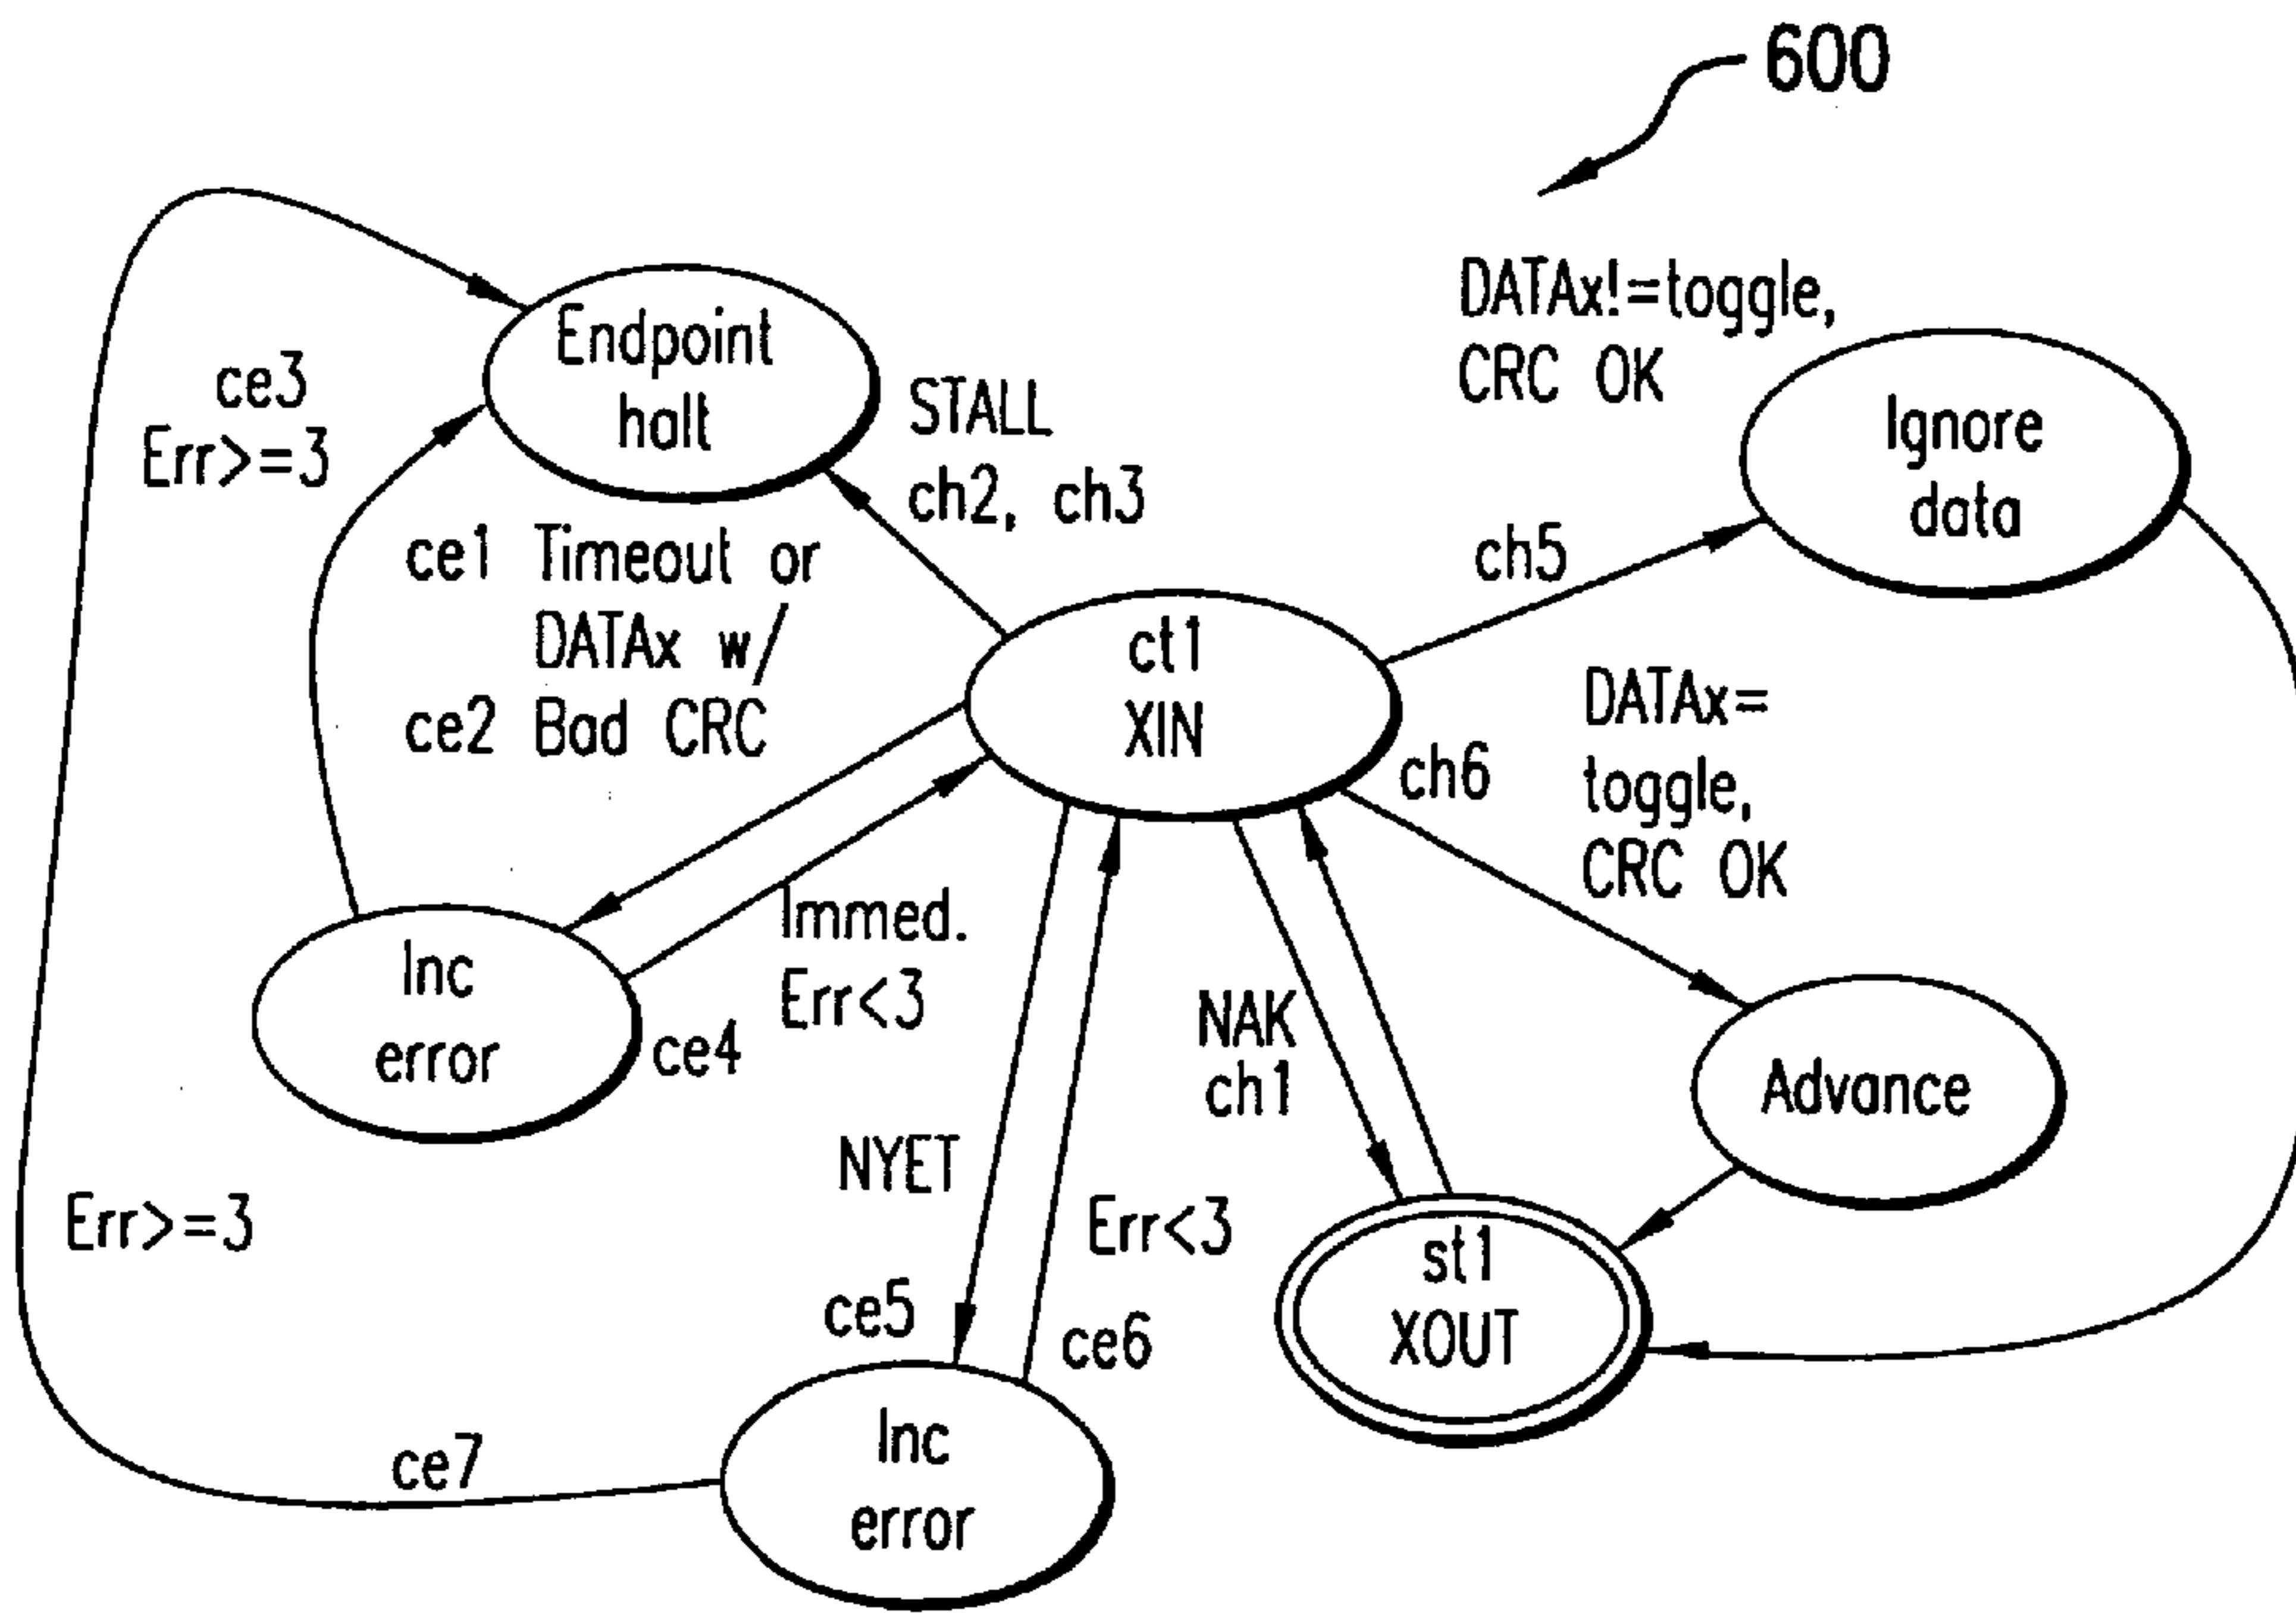 600
DATAx!=toggle,
CRC OK
Endpoint
halt
ce3
Err>=3
STALL
ch2, ch3
Ignore
data
ce1 Timeout or
DATAx w/
ce2 Bad CRC
ch5
ct1
XIN
DATAx=
toggle,
CRC OK
ch6
Immed.
Err<3
Inc
error
ce4
NAK
ch1
Advance
NYET
Err>=3
Err<3
st1
XOUT
ce5
ce6
ce7
Inc
error